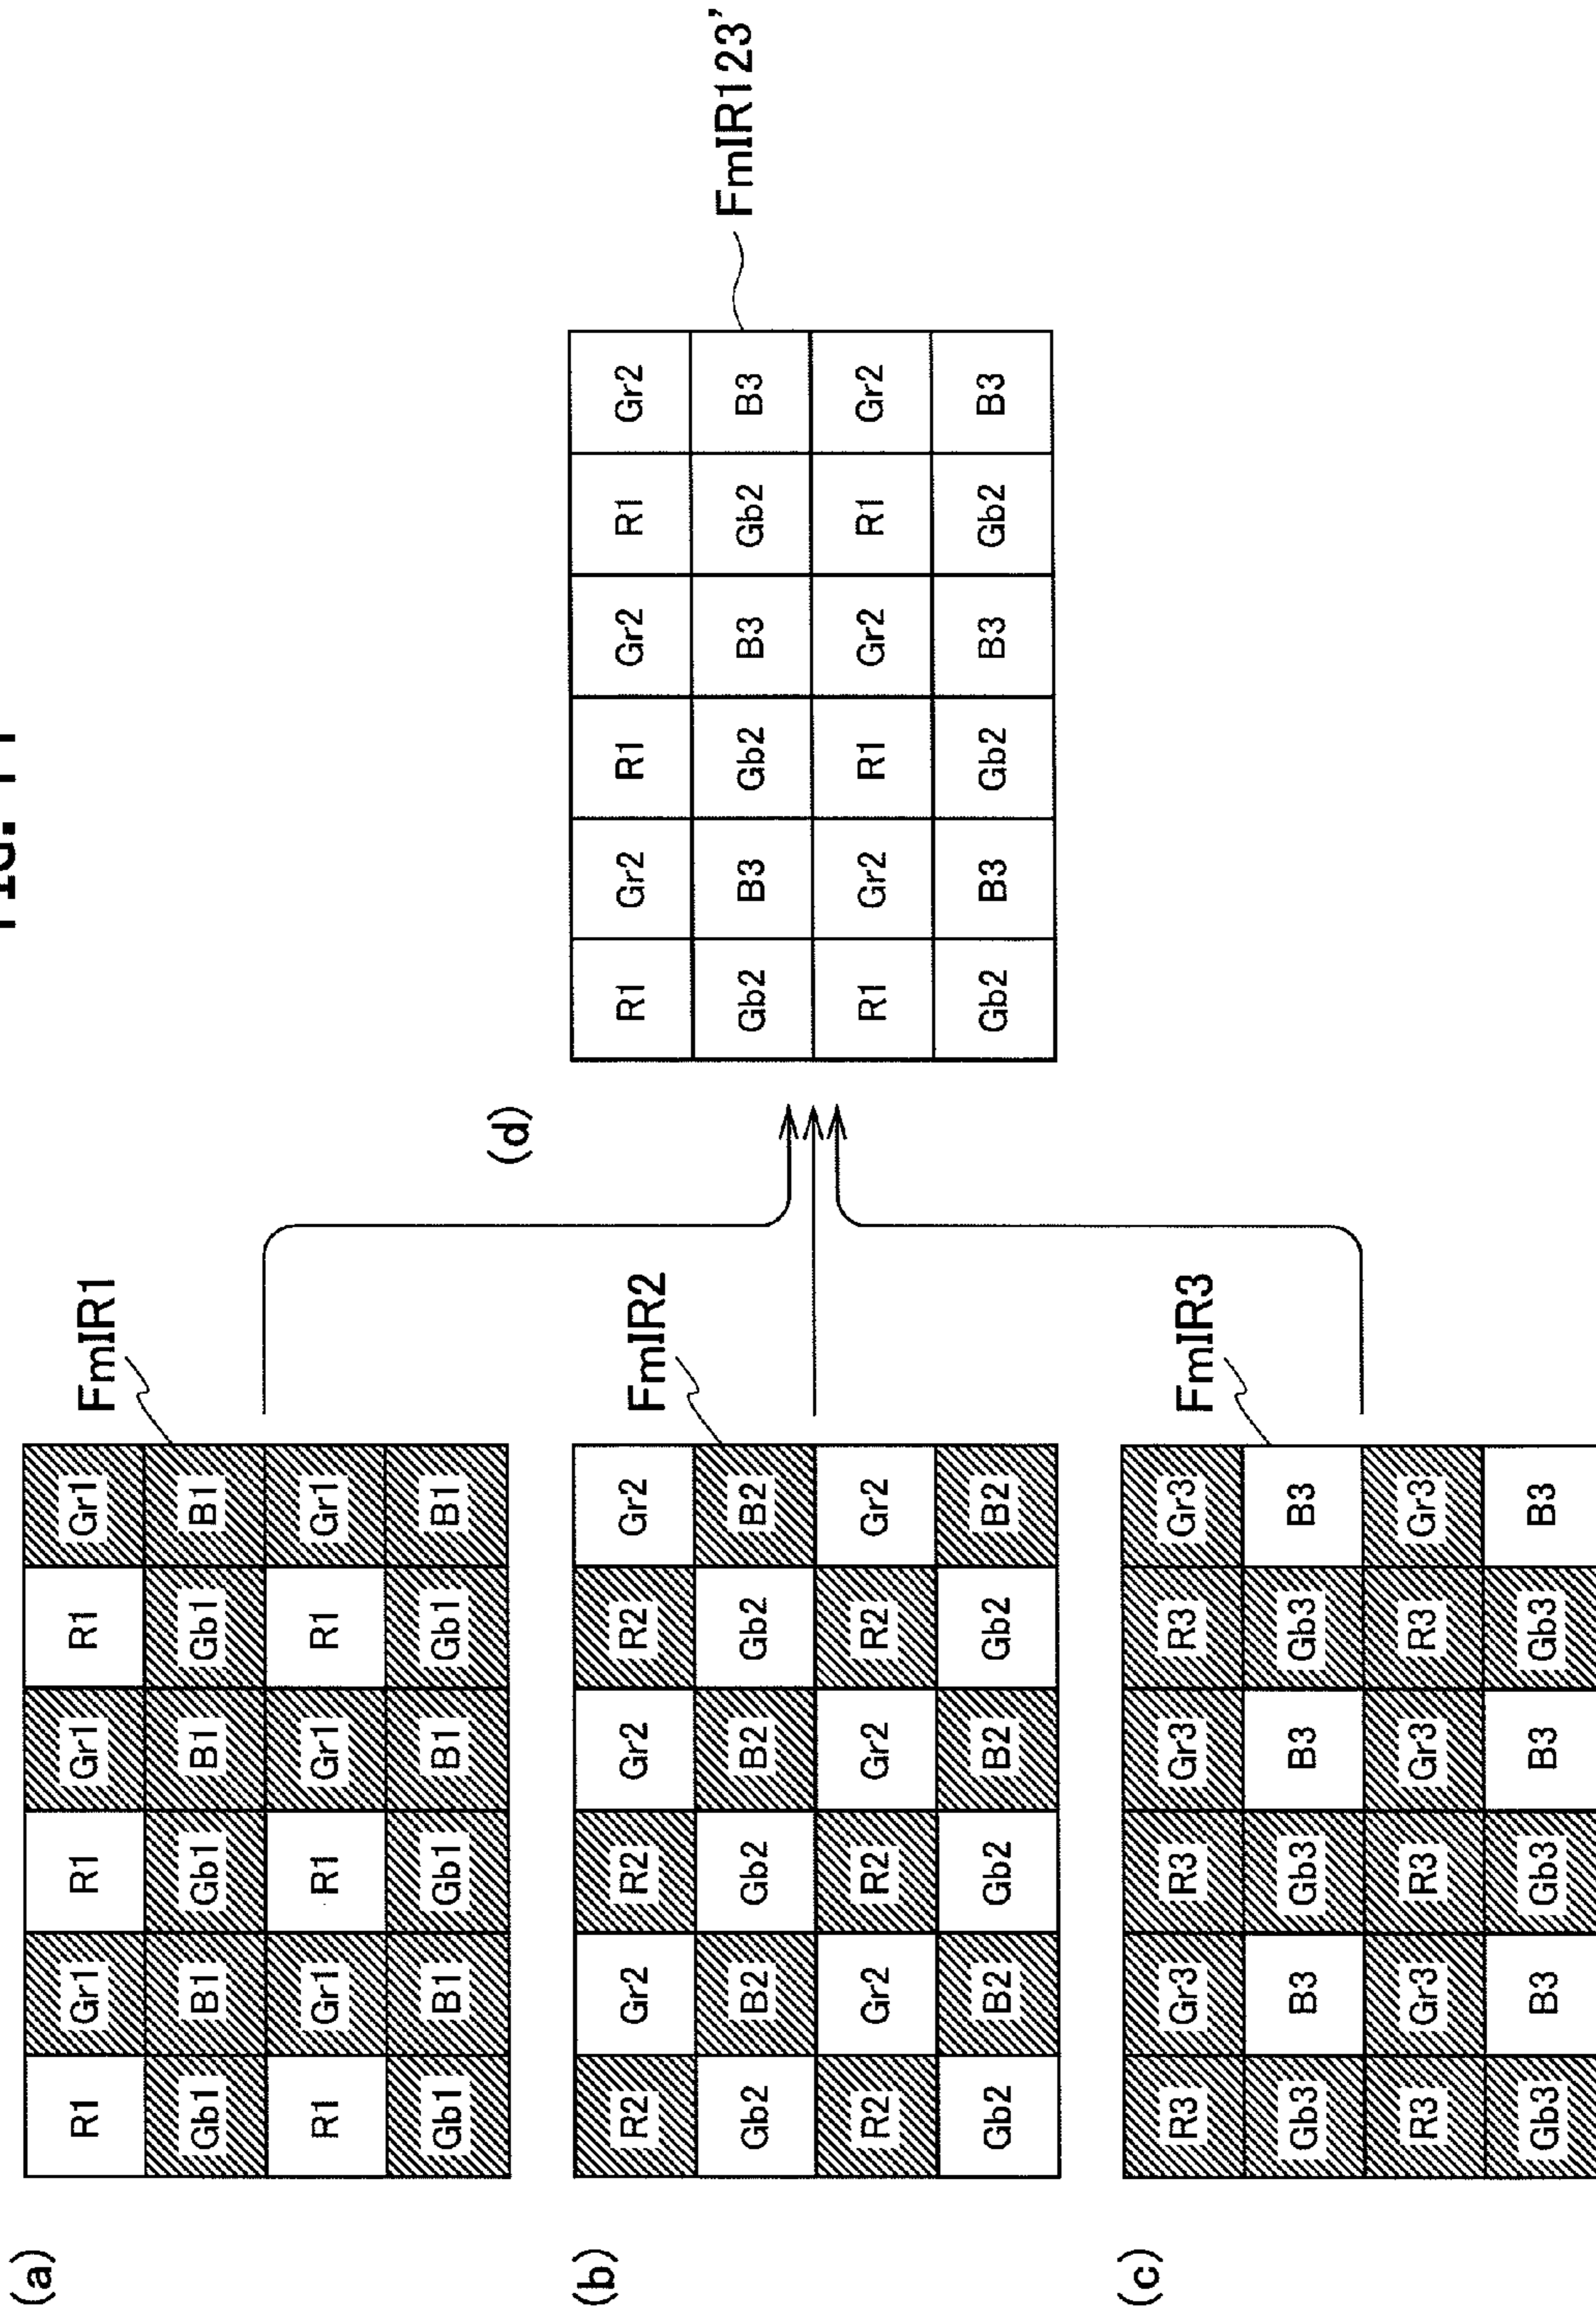 FIG.
(a)
FmIR1
R1 Gr1 R1 Gr1 R1 Gr1
Gb1 B1 Gb1 B1 Gb1 B1
R1 Gr1 R1 Gr1 R1 Gr1
Gb1 B1 Gb1 B1 Gb1 B1
(b)
FmIR2
R2 Gr2 R2 Gr2 R2 Gr2
Gb2 B2 Gb2 B2 Gb2 B2
R2 Gr2 R2 Gr2 R2 Gr2
Gb2 B2 Gb2 B2 Gb2 B2
(c)
FmIR3
R3 Gr3 R3 Gr3 R3 Gr3
Gb3 B3 Gb3 B3 Gb3 B3
R3 Gr3 R3 Gr3 R3 Gr3
Gb3 B3 Gb3 B3 Gb3 B3
(d)
FmIR123'
R1 Gr2 R1 Gr2 R1 Gr2
Gb2 B3 Gb2 B3 Gb2 B3
R1 Gr2 R1 Gr2 R1 Gr2
Gb2 B3 Gb2 B3 Gb2 B3